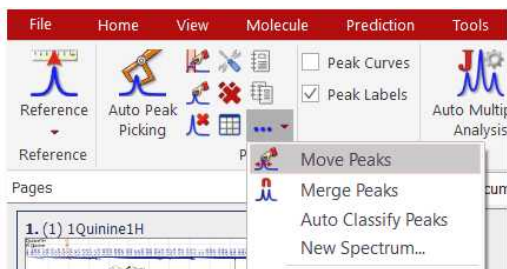 File Home View Molecule Prediction Tools
Reference
Auto Peak
Picking
Peak Curves
Peak Labels
Auto
Analysis
Reference
P
Move Peaks
Pages
Merge Peaks
1. (1) 1Quinine1H
Auto Classify Peaks
New Spectrum...